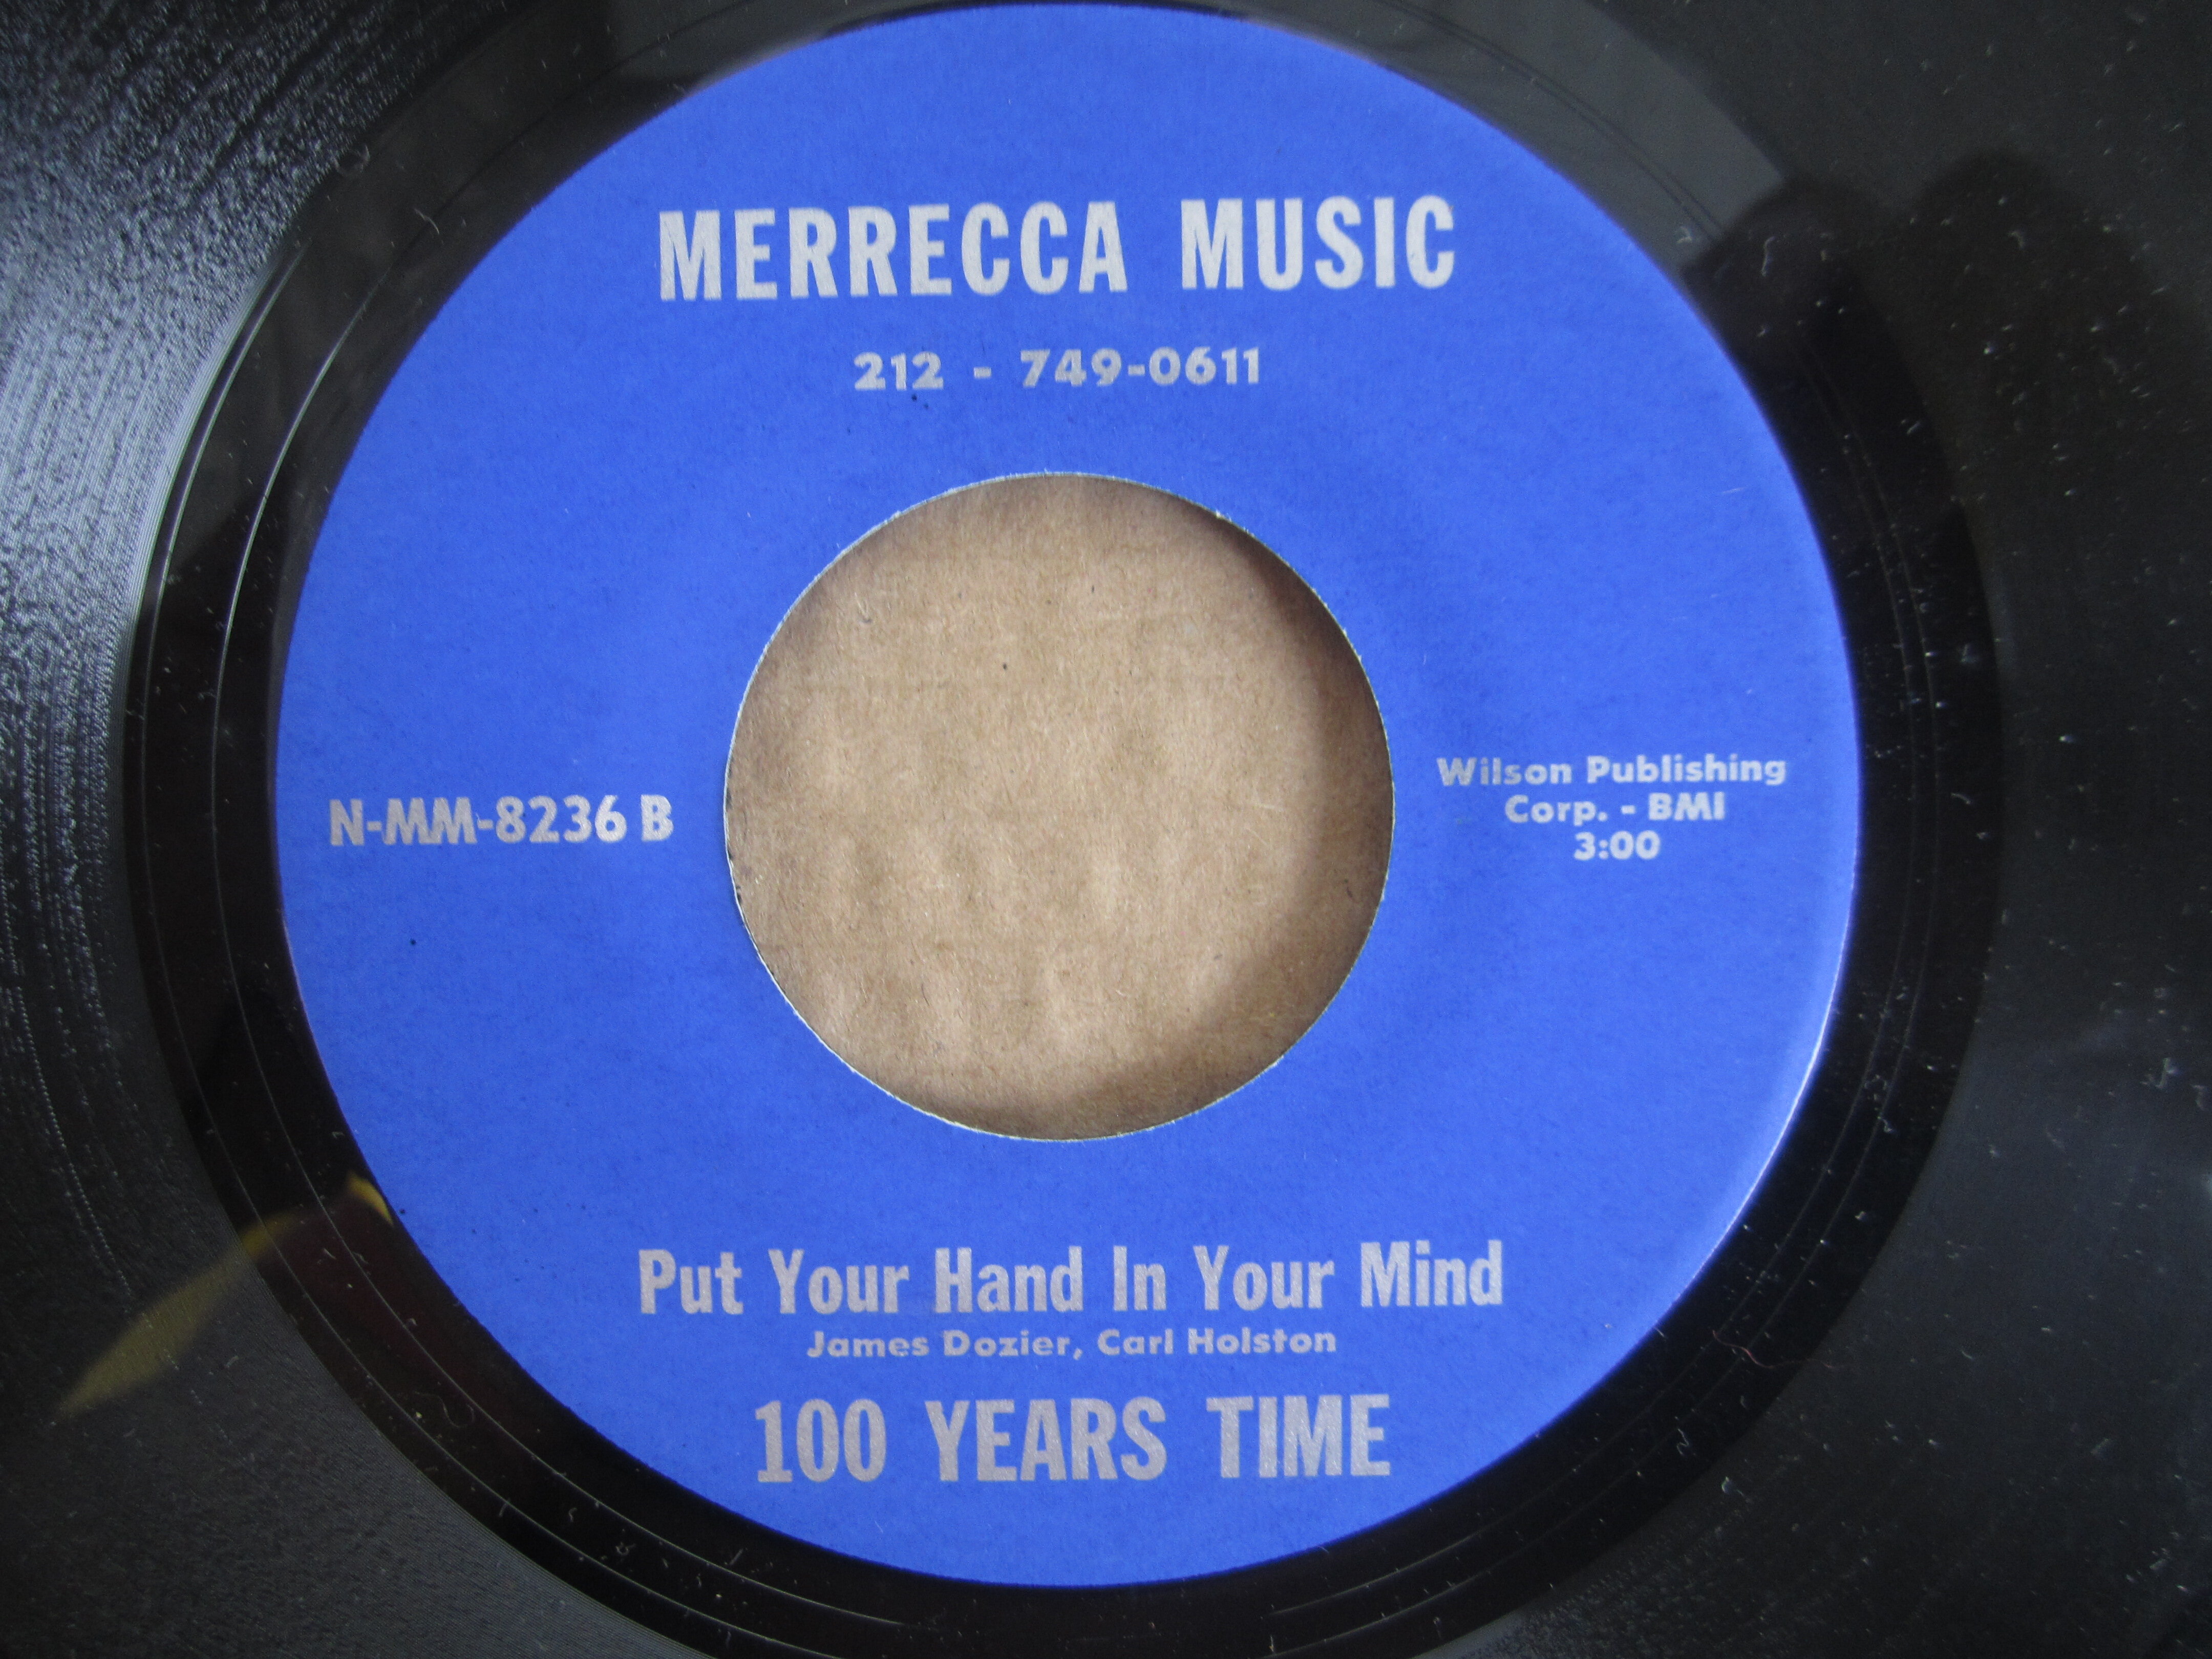 MERRECCA MUSIC
212 - 749-0611
N-MM-8236 B
Wilson Publishing
Corp. - BMI
3:00
Put Your Hand In Your Mind
James Dozier, Carl Holston
100 YEARS TIME